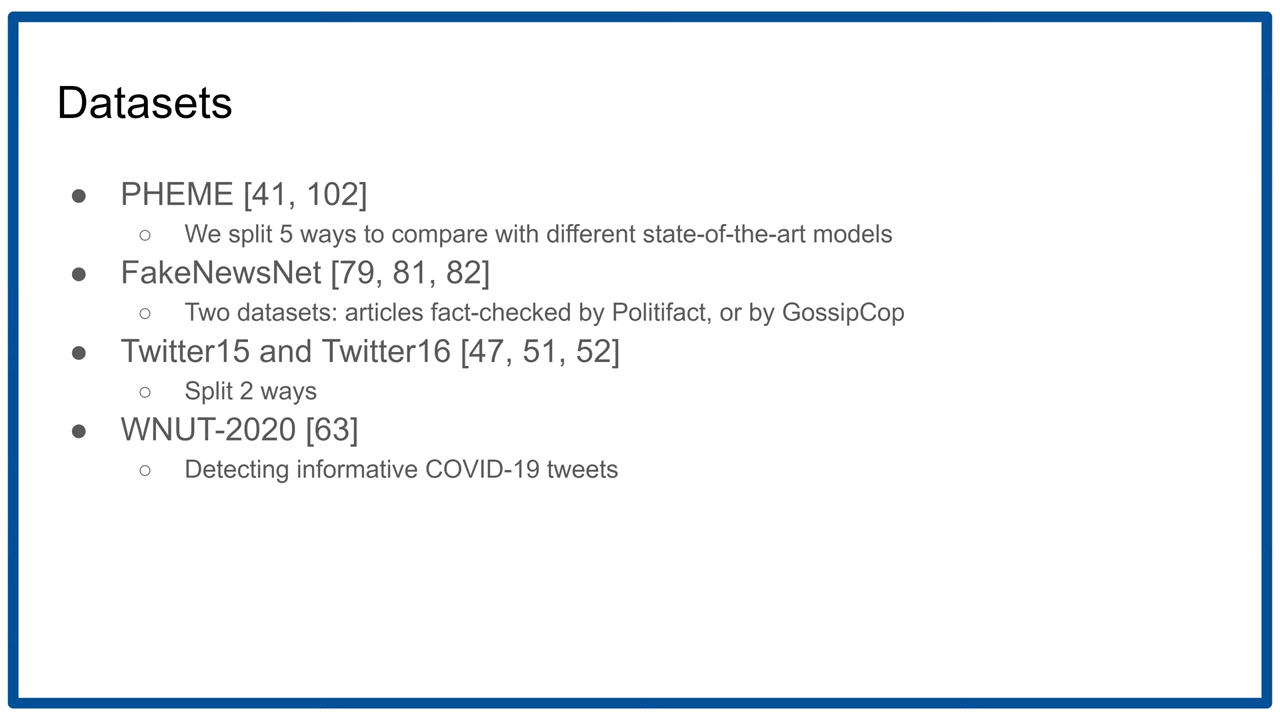 Datasets
● PHEME [41, 102]
○ We split 5 ways to compare with different state-of-the-art models
● FakeNewsNet [79, 81, 82]
○ Two datasets: articles fact-checked by Politifact, or by GossipCop
● Twitter15 and Twitter16 [47, 51, 52]
○ Split 2 ways
● WNUT-2020 [63]
○ Detecting informative COVID-19 tweets